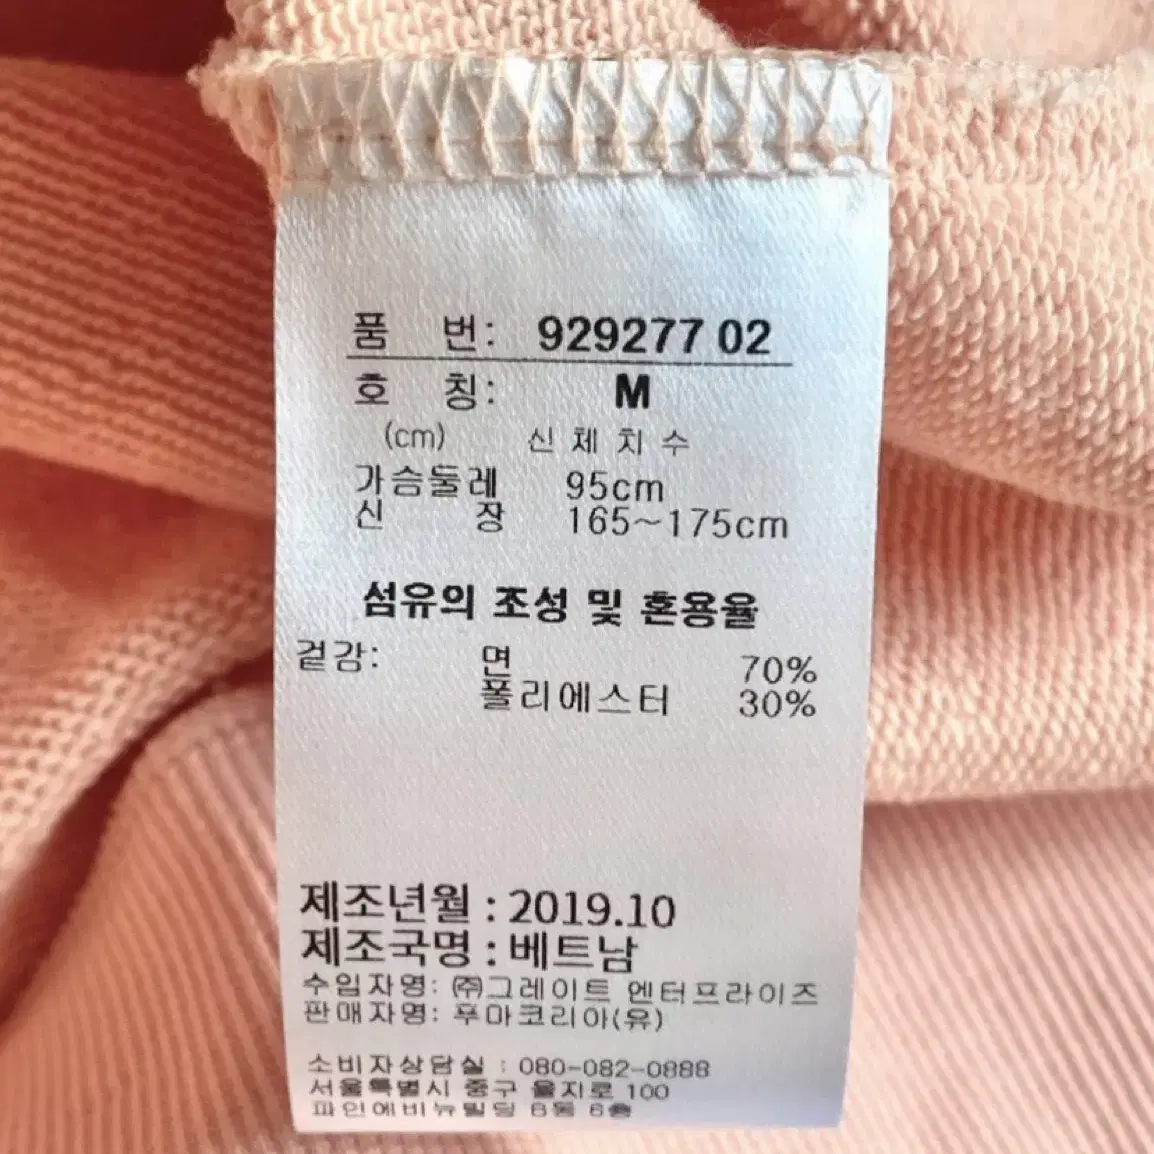 품 번: 929277 02
호 칭: M
(cm) 신 체 치 수
가슴둘레 95cm
신 장 165~175cm
섬유의 조성 및 혼용율
겉감: 면 70%
폴리에스터 30%
제조년월 : 2019.10
제조국명 : 베트남
수입자명: ㈜그레이트 엔터프라이즈
판매자명: 푸마코리아(유)
소비자상담실 : 080-082-0888
서울특별시 중구 을지로 100
파인에비뉴빌딩 B동 6층